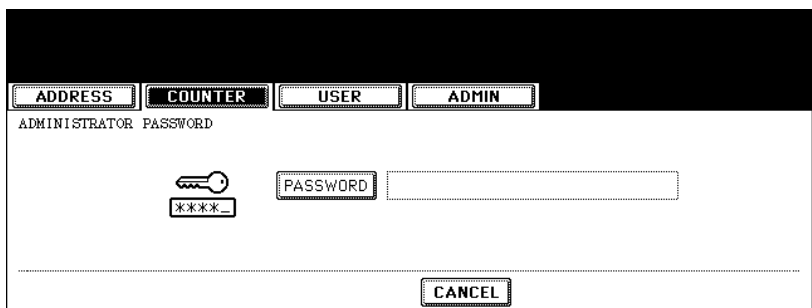 ADDRESS COUNTER USER ADMIN
ADMINISTRATOR PASSWORD
PASSWORD
****_
CANCEL